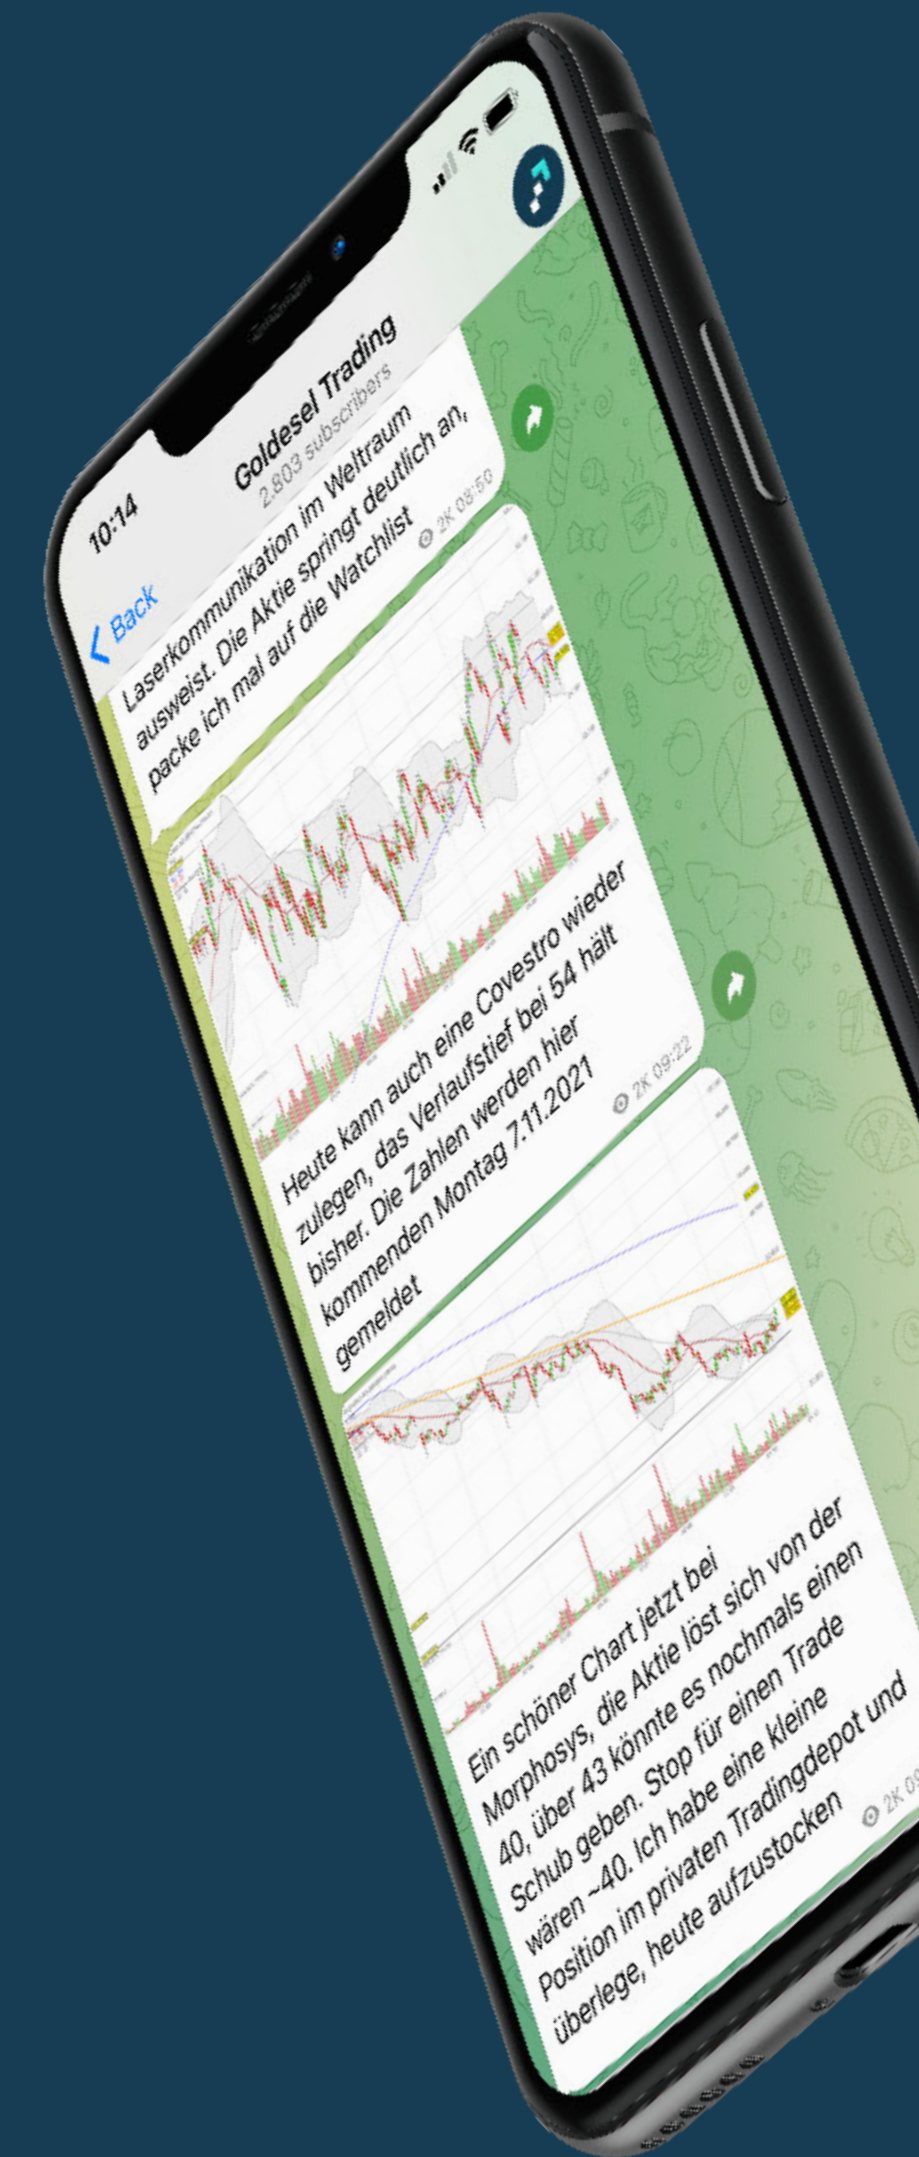 10:14
Back
Goldesel Trading
2.803 subscribers
Laserkommunikation im Weltraum
ausweist. Die Aktie springt deutlich an,
packe ich mal auf die Watchlist
2K 08:50
Heute kann auch eine Covestro wieder
zulegen, das Verlaufstief bei 54 hält
bisher. Die Zahlen werden hier
kommenden Montag 7.11.2021
gemeldet
2K 09:22
Ein schöner Chart jetzt bei
Morphosys, die Aktie löst sich von der
40, über 43 könnte es nochmals einen
Schub geben. Stop für einen Trade
wären ~40. Ich habe eine kleine
Position im privaten Tradingdepot und
überlege, heute aufzustocken
2K